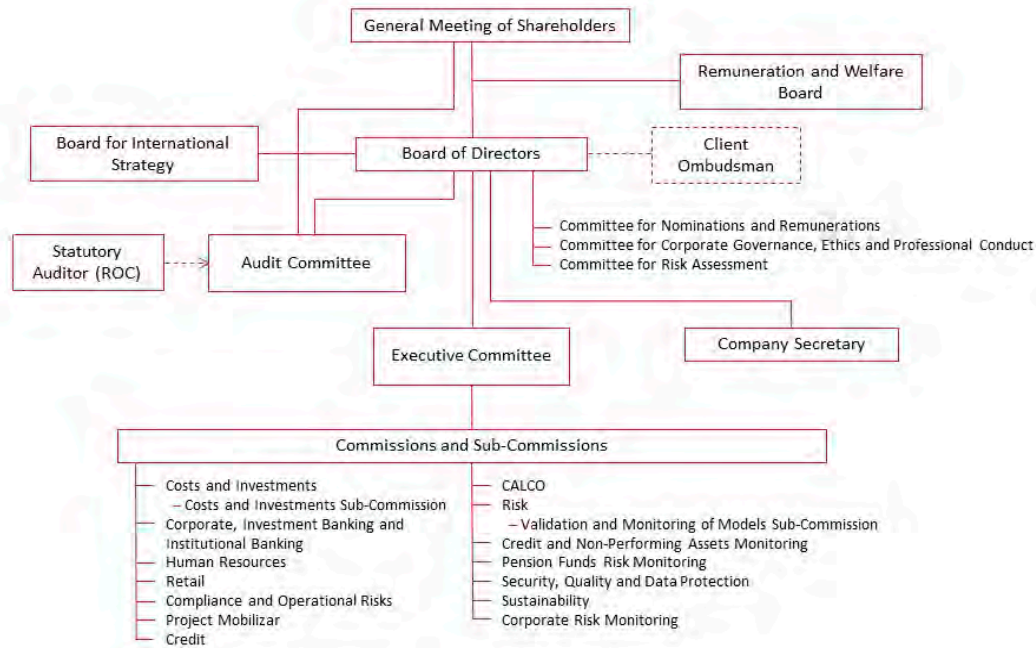 General Meeting of Shareholders
Remuneration and Welfare
Board
Board for International
Strategy
Board of Directors
Client
Ombudsman
Committee for Nominations and Remunerations
Committee for Corporate Governance, Ethics and Professional Conduct
Committee for Risk Assessment
Statutory
Auditor (ROC)
Audit Committee
Executive Committee
Company Secretary
Commissions and Sub-Commissions
Costs and Investments
– Costs and Investments Sub-Commission
Corporate, Investment Banking and
Institutional Banking
Human Resources
Retail
Compliance and Operational Risks
Project Mobilizar
Credit
CALCO
Risk
– Validation and Monitoring of Models Sub-Commission
Credit and Non-Performing Assets Monitoring
Pension Funds Risk Monitoring
Security, Quality and Data Protection
Sustainability
Corporate Risk Monitoring